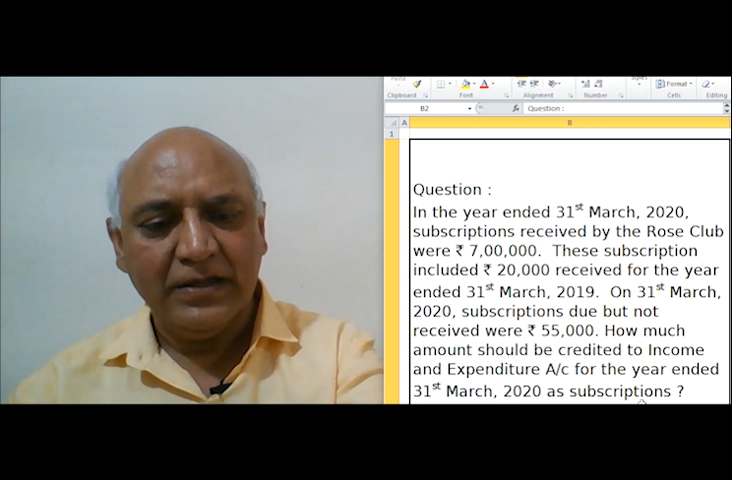 Paste
Format
Clipboard
Font
Alignment
Number
Cells
Editing
B2
fx
Question :
A
B
1
Question :
In the year ended 31st March, 2020,
subscriptions received by the Rose Club
were ₹ 7,00,000. These subscription
included ₹ 20,000 received for the year
ended 31st March, 2019. On 31st March,
2020, subscriptions due but not
received were ₹ 55,000. How much
amount should be credited to Income
and Expenditure A/c for the year ended
31st March, 2020 as subscriptions ?